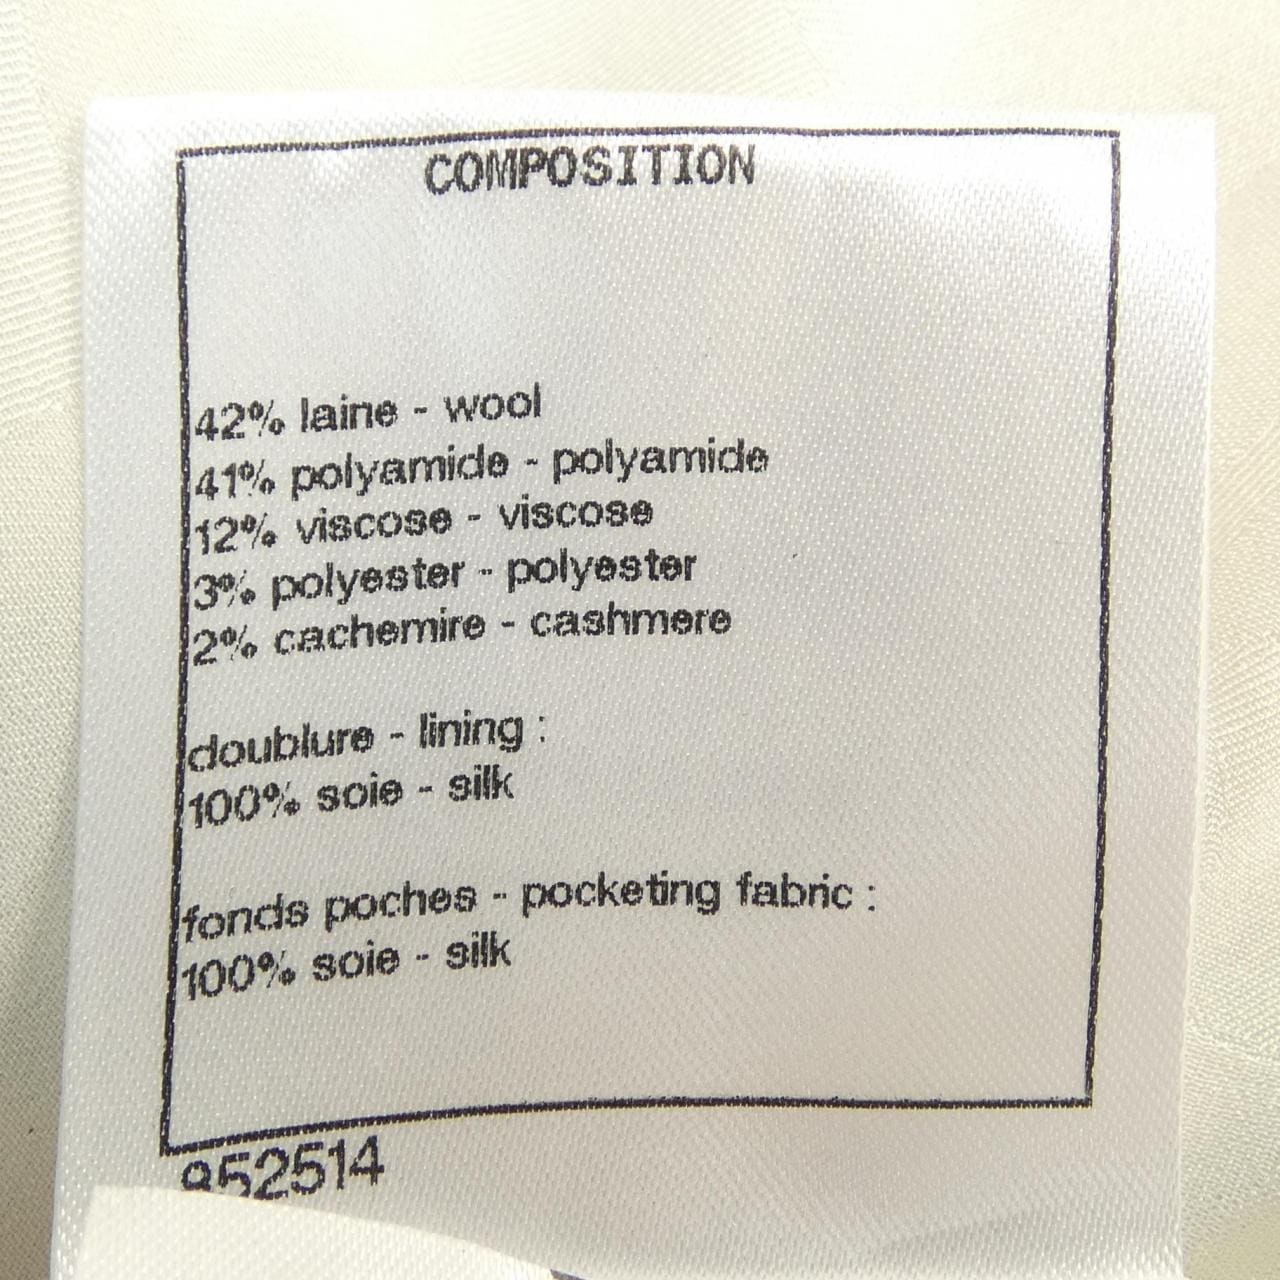 COMPOSITION
42% laine - wool
41% polyamide - polyamide
12% viscose - viscose
3% polyester - polyester
2% cachemire - cashmere
doublure - lining :
100% soie - silk
fonds poches - pocketing fabric :
100% soie - silk